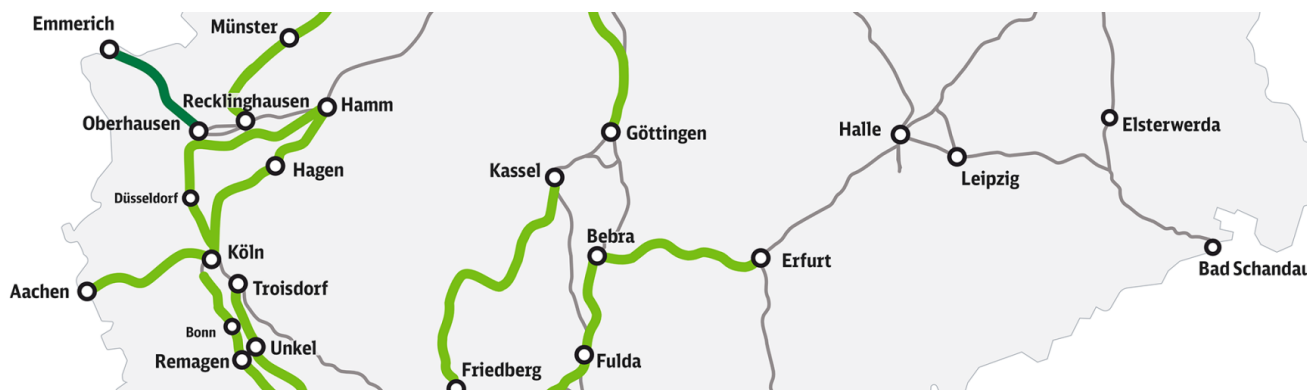 Emmerich
Münster
Recklinghausen
Hamm
Oberhausen
Göttingen
Halle
Elsterwerda
Hagen
Kassel
Leipzig
Düsseldorf
Bebra
Köln
Erfurt
Bad Schandau
Aachen
Troisdorf
Bonn
Unkel
Remagen
Fulda
Friedberg